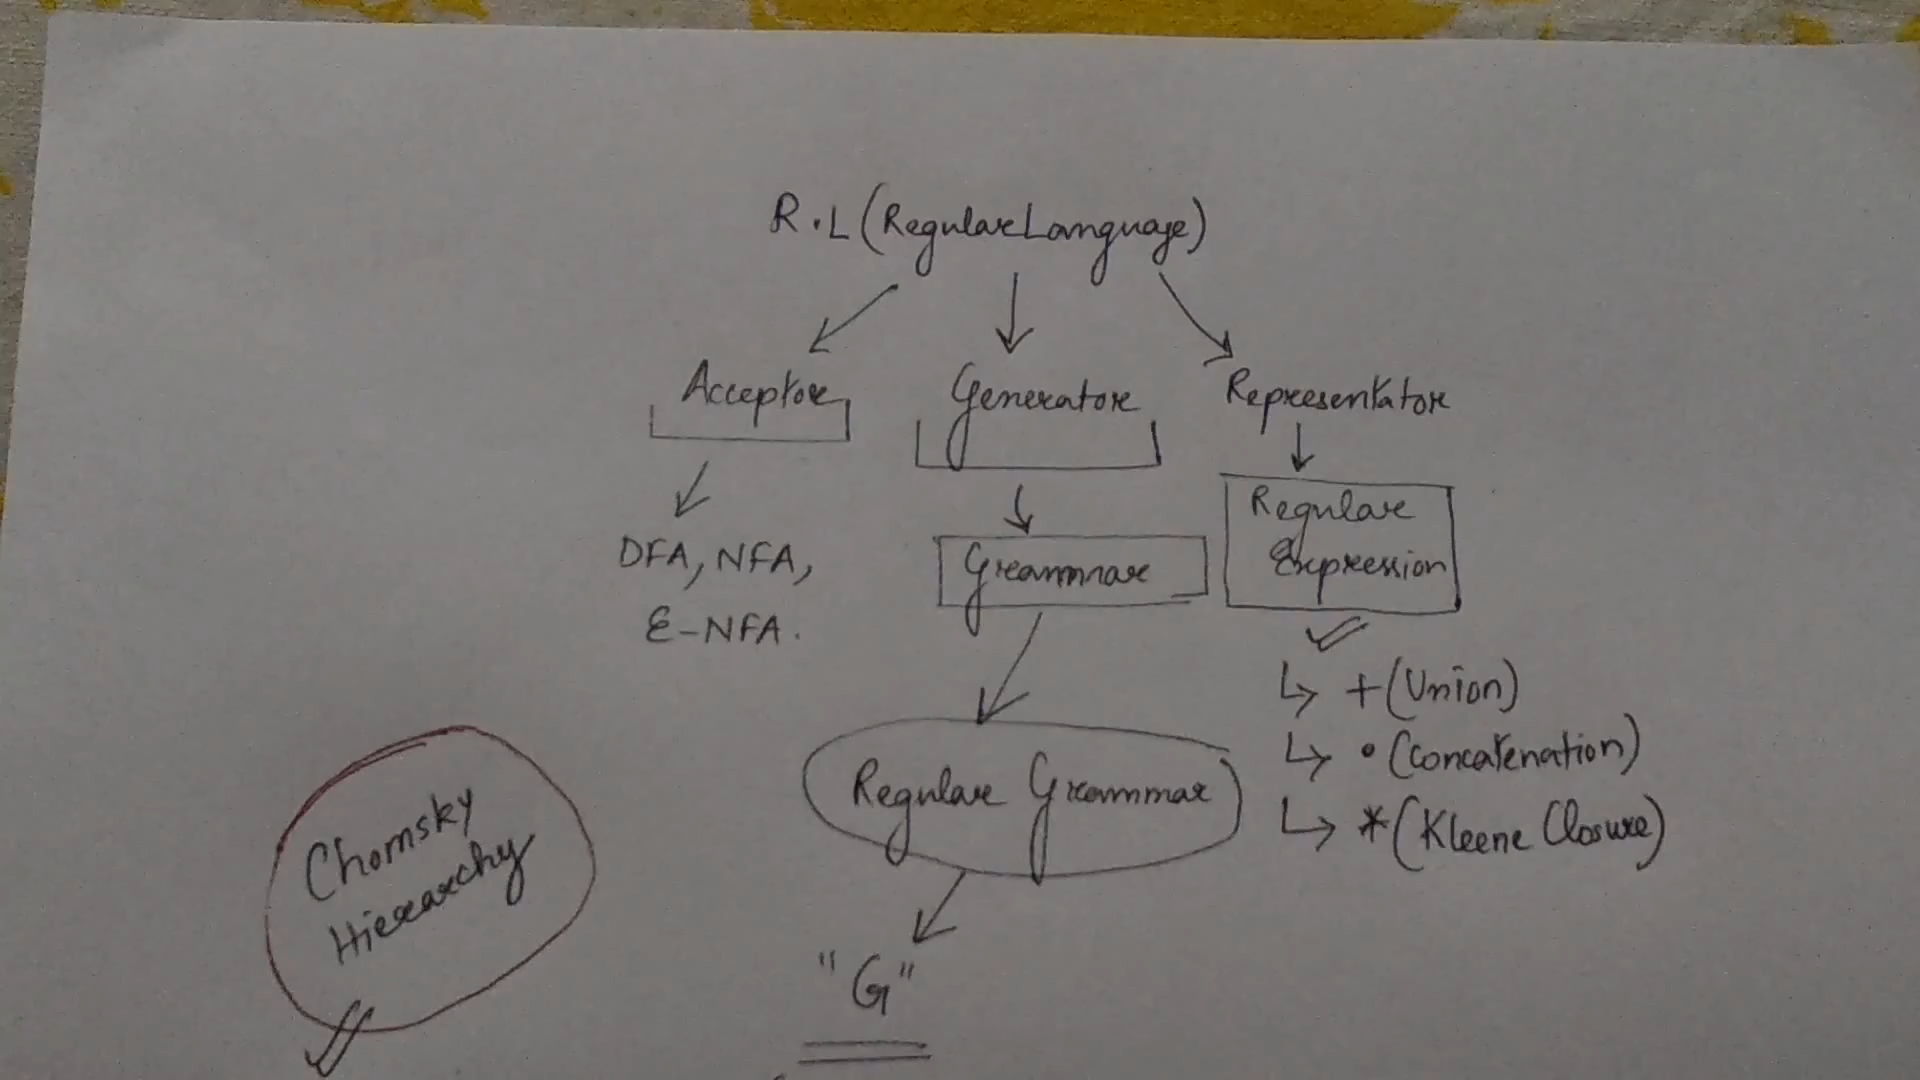 R.L (Regular Language)
Acceptor
Generator
Representator
DFA, NFA,
ε-NFA.
Grammar
Regular
Expression
+ (Union)
• (Concatenation)
* (Kleene Closure)
Regular Grammar
"G"
Chomsky
Hierarchy